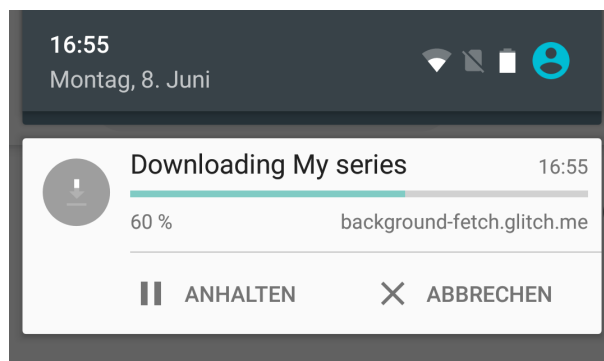 16:55
Montag, 8. Juni
Downloading My series 16:55
60 % background-fetch.glitch.me
ANHALTEN ABBRECHEN